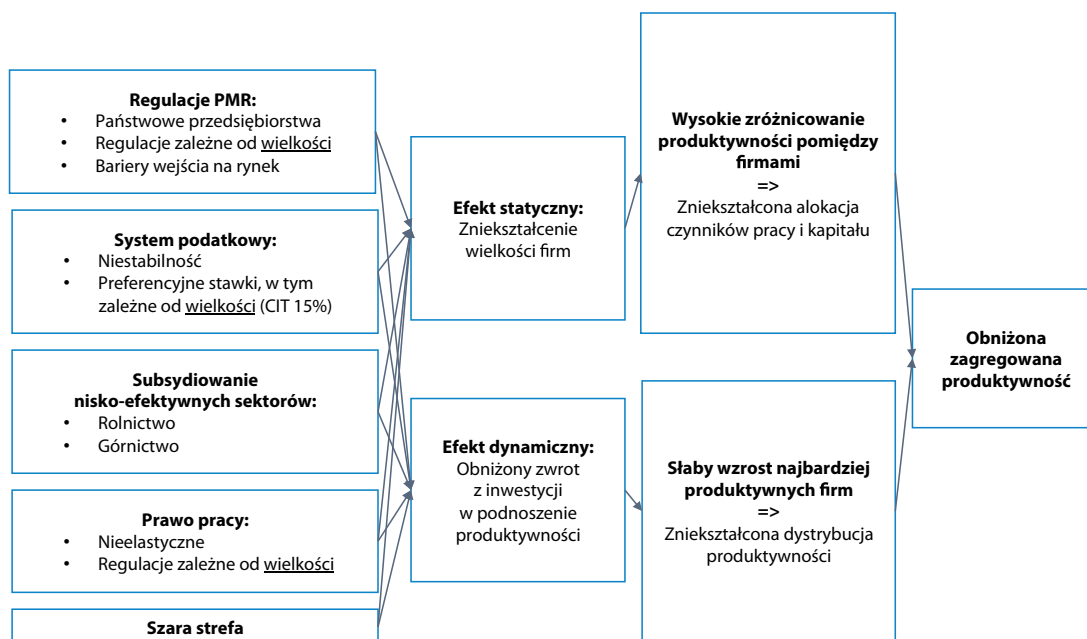 Regulacje PMR:
• Państwowe przedsiębiorstwa
• Regulacje zależne od wielkości
• Bariery wejścia na rynek
System podatkowy:
• Niestabilność
• Preferencyjne stawki, w tym
zależne od wielkości (CIT 15%)
Subsydiowanie
nisko-efektywnych sektorów:
• Rolnictwo
• Górnictwo
Prawo pracy:
• Nieelastyczne
• Regulacje zależne od wielkości
Szara strefa
Efekt statyczny:
Zniekształcenie
wielkości firm
Efekt dynamiczny:
Obniżony zwrot
z inwestycji
w podnoszenie
produktywności
Wysokie zróżnicowanie
produktywności pomiędzy
firmami
=>
Zniekształcona alokacja
czynników pracy i kapitału
Słaby wzrost najbardziej
produktywnych firm
=>
Zniekształcona dystrybucja
produktywności
Obniżona
zagregowana
produktywność